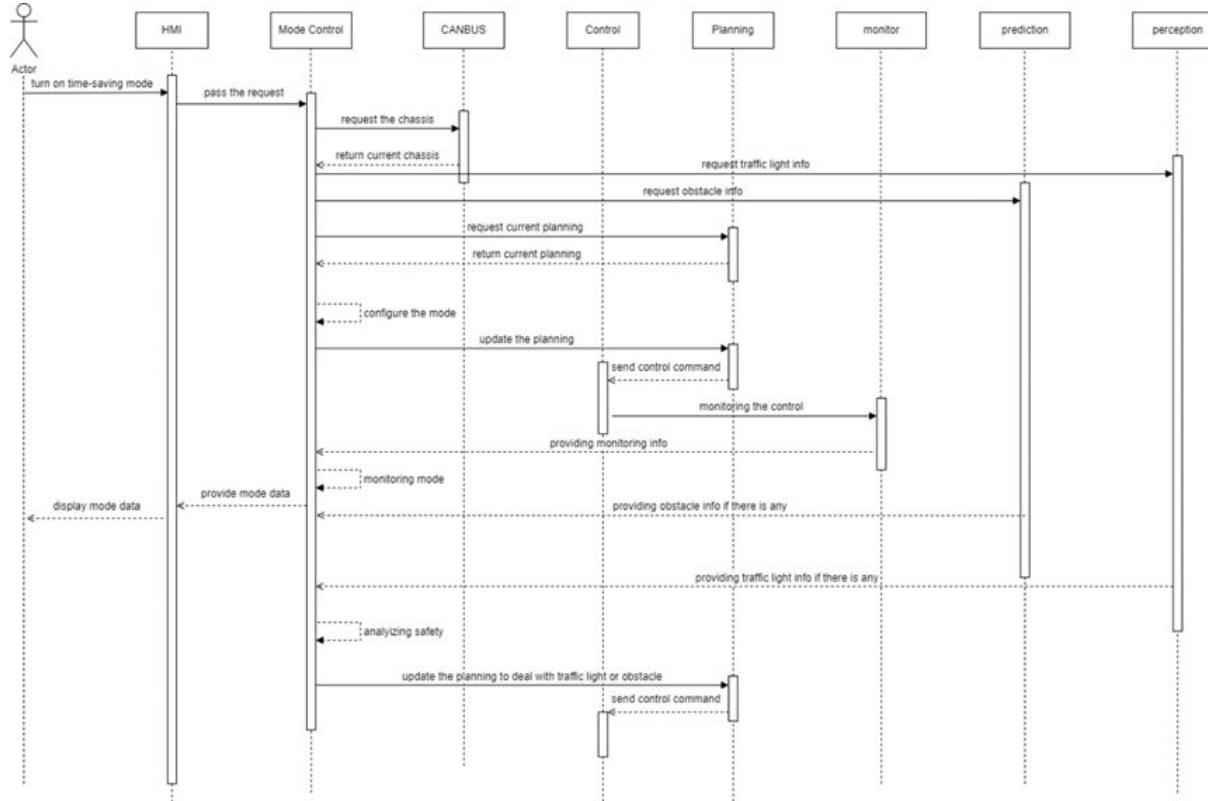 HMI
Mode Control
CANBUS
Control
Planning
monitor
prediction
perception
Actor
turn on time-saving mode
pass the request
request the chassis
return current chassis
request traffic light info
request obstacle info
request current planning
return current planning
configure the mode
update the planning
send control command
monitoring the control
providing monitoring info
monitoring mode
provide mode data
display mode data
providing obstacle info if there is any
providing traffic light info if there is any
analyizing safety
update the planning to deal with traffic light or obstacle
send control command